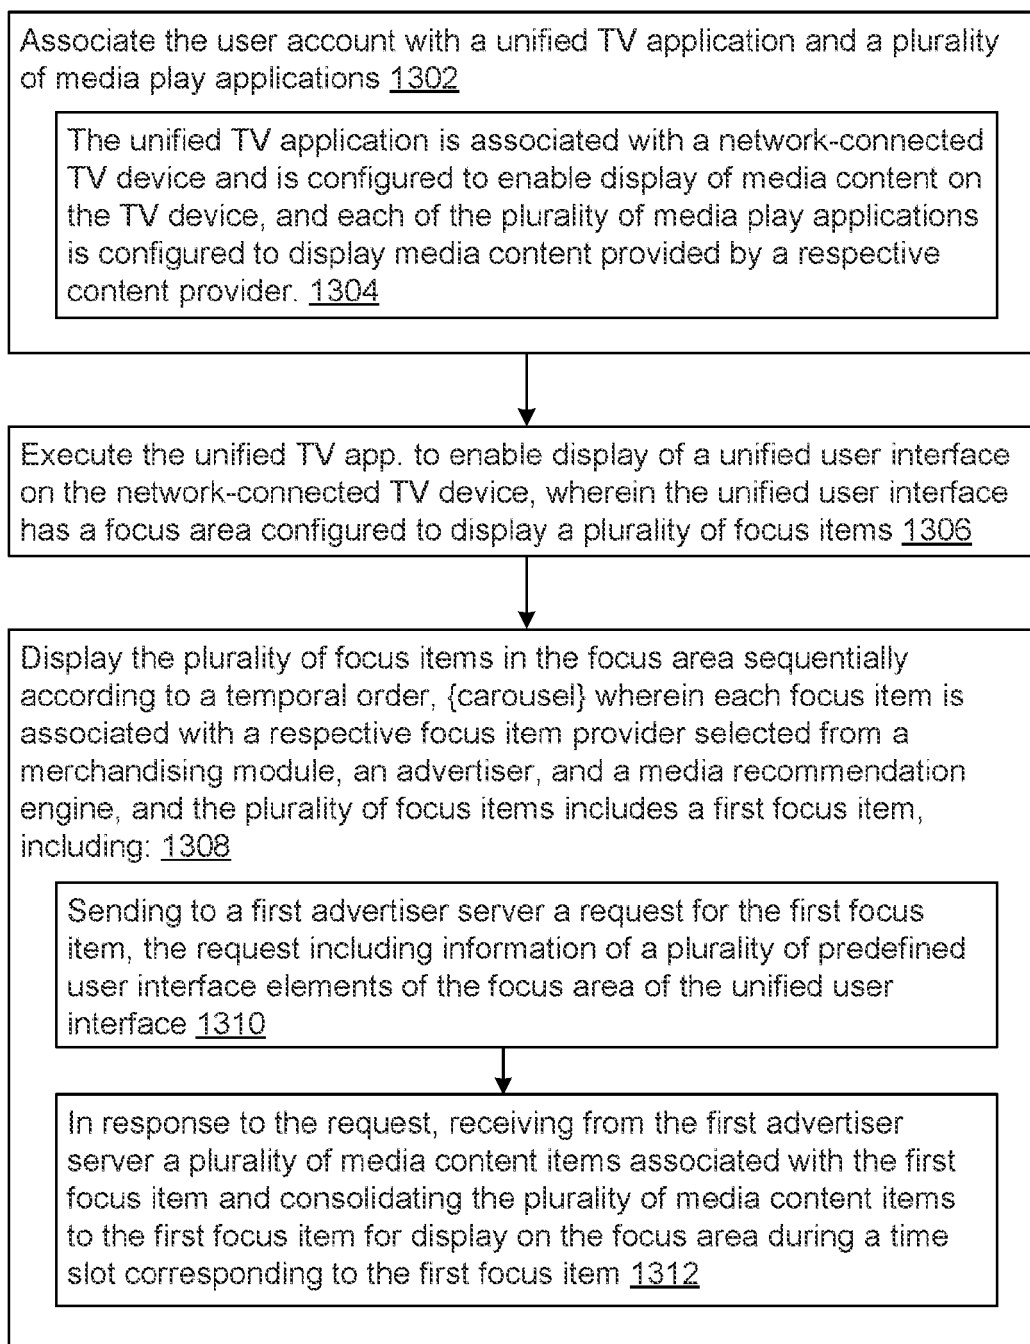 Associate the user account with a unified TV application and a plurality
of media play applications 1302
The unified TV application is associated with a network-connected
TV device and is configured to enable display of media content on
the TV device, and each of the plurality of media play applications
is configured to display media content provided by a respective
content provider. 1304
Execute the unified TV app. to enable display of a unified user interface
on the network-connected TV device, wherein the unified user interface
has a focus area configured to display a plurality of focus items 1306
Display the plurality of focus items in the focus area sequentially
according to a temporal order, {carousel} wherein each focus item is
associated with a respective focus item provider selected from a
merchandising module, an advertiser, and a media recommendation
engine, and the plurality of focus items includes a first focus item,
including: 1308
Sending to a first advertiser server a request for the first focus
item, the request including information of a plurality of predefined
user interface elements of the focus area of the unified user
interface 1310
In response to the request, receiving from the first advertiser
server a plurality of media content items associated with the first
focus item and consolidating the plurality of media content items
to the first focus item for display on the focus area during a time
slot corresponding to the first focus item 1312